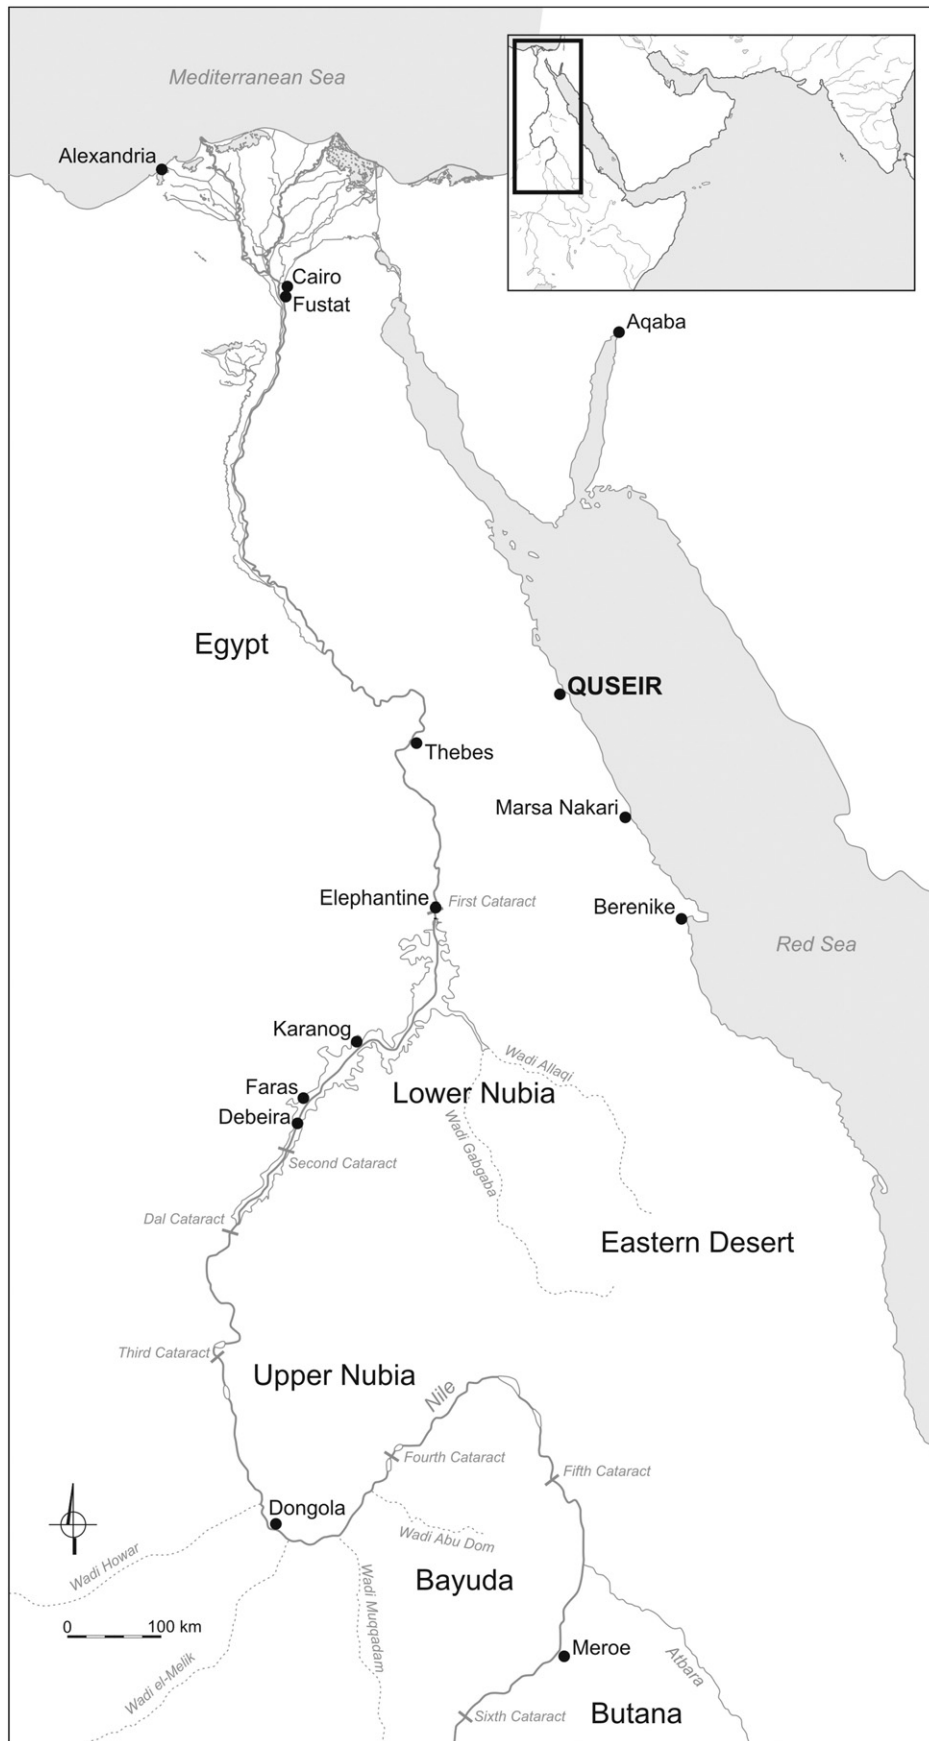 Mediterranean Sea
Alexandria
Cairo
Fustat
Aqaba
Egypt
QUSEIR
Thebes
Marsa Nakari
Elephantine
First Cataract
Berenike
Red Sea
Karanog
Wadi Allaqi
Faras
Lower Nubia
Debeira
Wadi Gabgaba
Second Cataract
Dal Cataract
Eastern Desert
Third Cataract
Upper Nubia
Nile
Fourth Cataract
Fifth Cataract
Dongola
Wadi Howar
Wadi Abu Dom
Bayuda
0 100 km
Wadi Muqqadam
Meroe
Wadi el-Melik
Atbara
Sixth Cataract
Butana